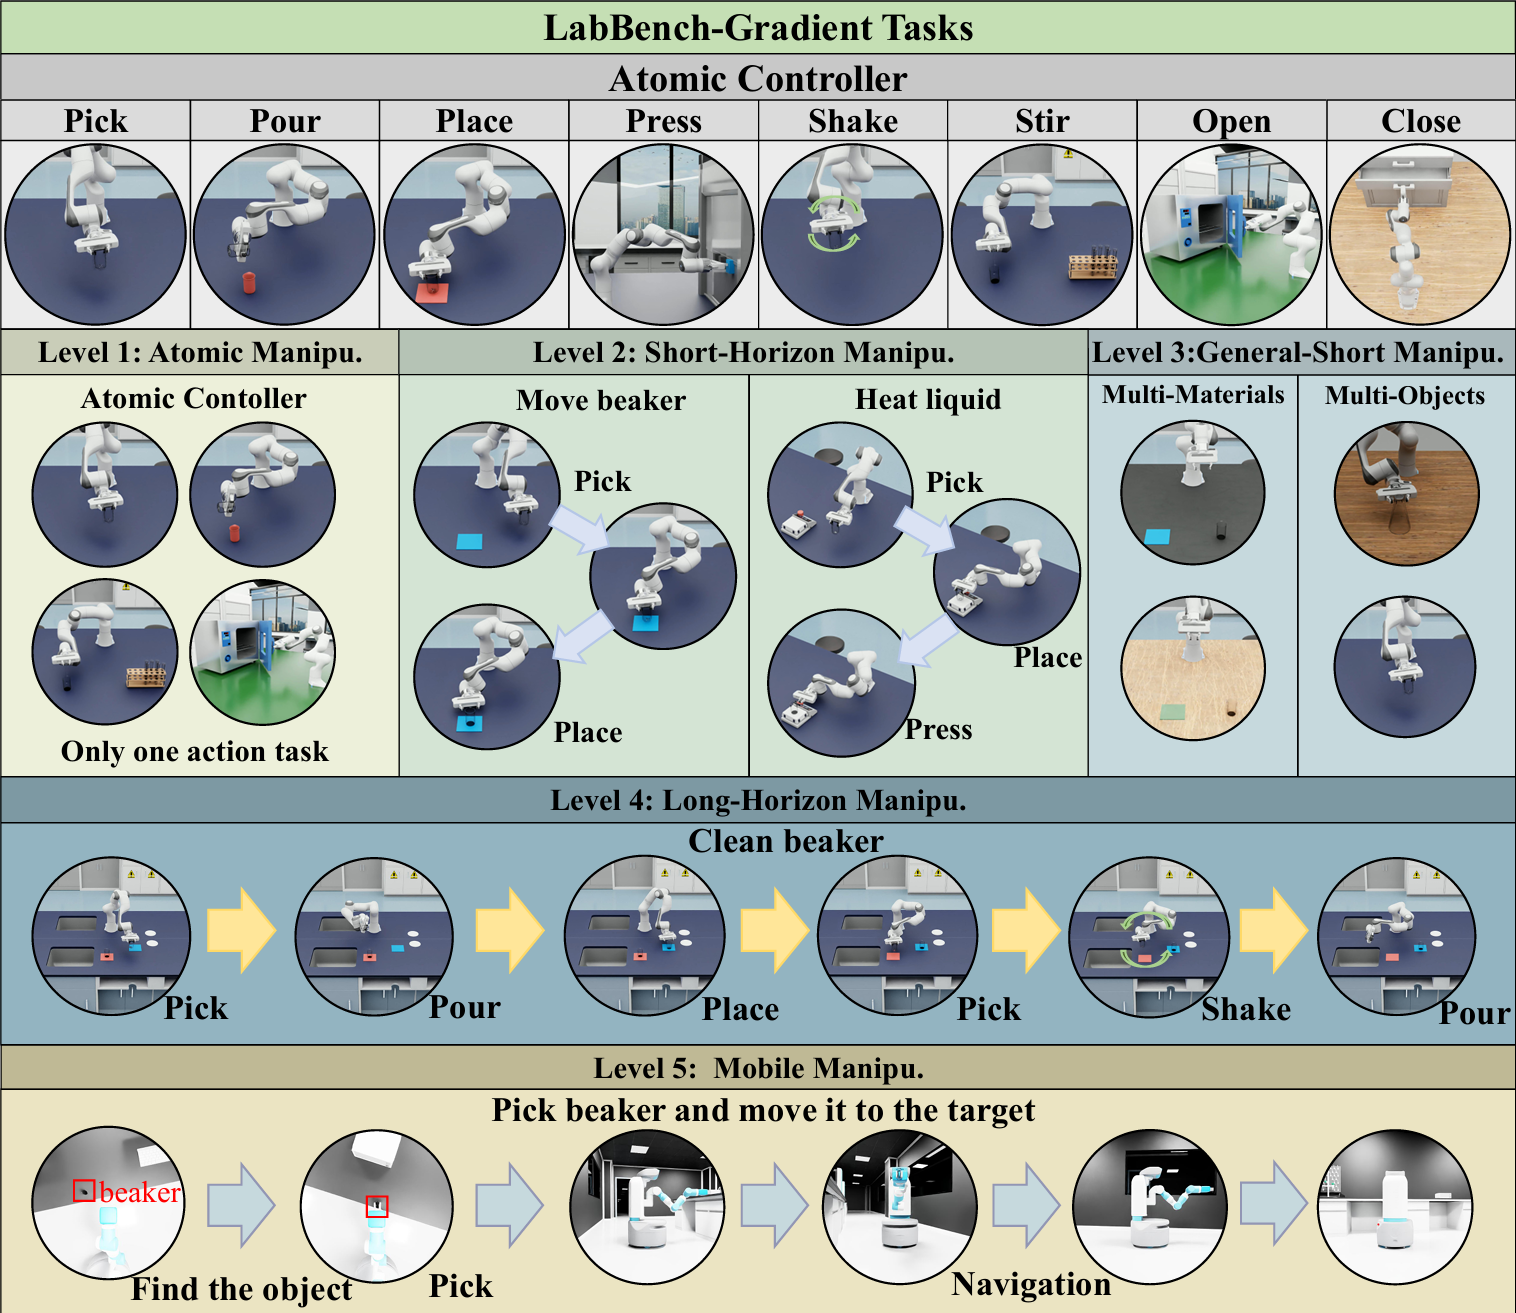 LabBench-Gradient Tasks
Atomic Controller
Pick Pour Place Press Shake Stir Open Close
Level 1: Atomic Manipu.
Atomic Contoller
Only one action task
Level 2: Short-Horizon Manipu.
Move beaker
Pick
Place
Heat liquid
Pick
Place
Press
Level 3:General-Short Manipu.
Multi-Materials
Multi-Objects
Level 4: Long-Horizon Manipu.
Clean beaker
Pick Pour Place Pick Shake Pour
Level 5: Mobile Manipu.
Pick beaker and move it to the target
beaker
Find the object Pick Navigation